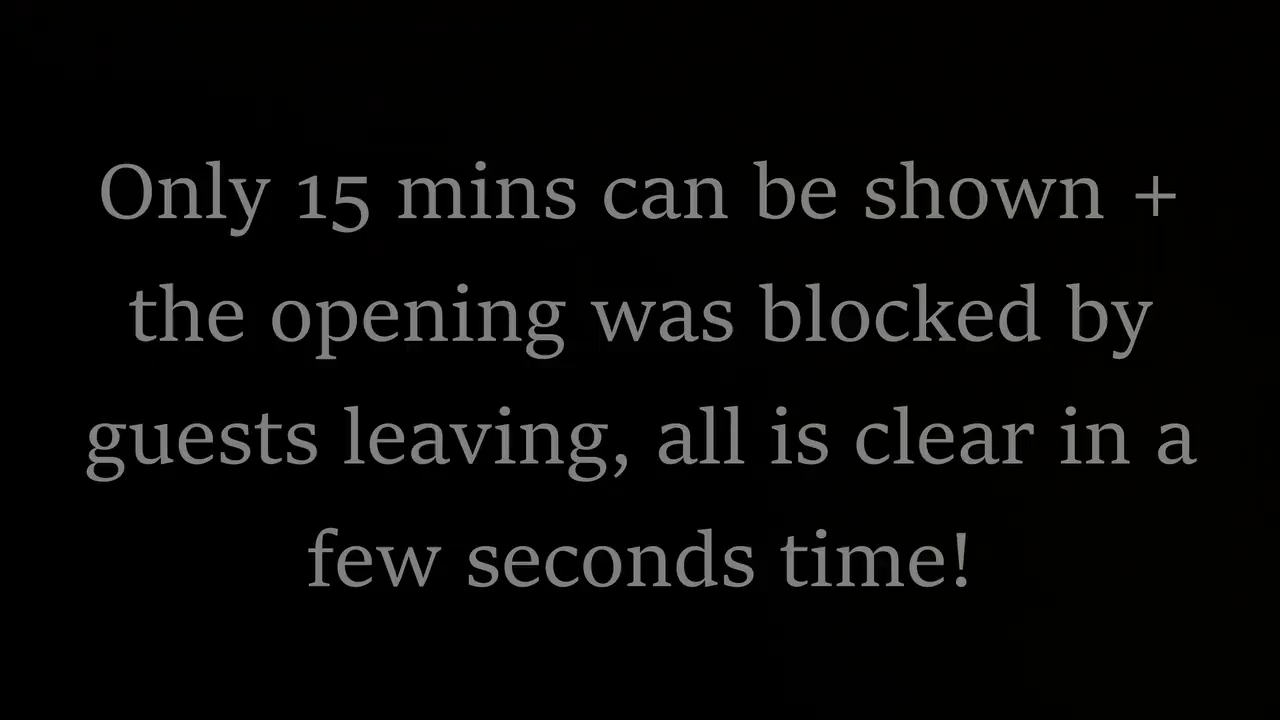 Only 15 mins can be shown +
the opening was blocked by
guests leaving, all is clear in a
few seconds time!